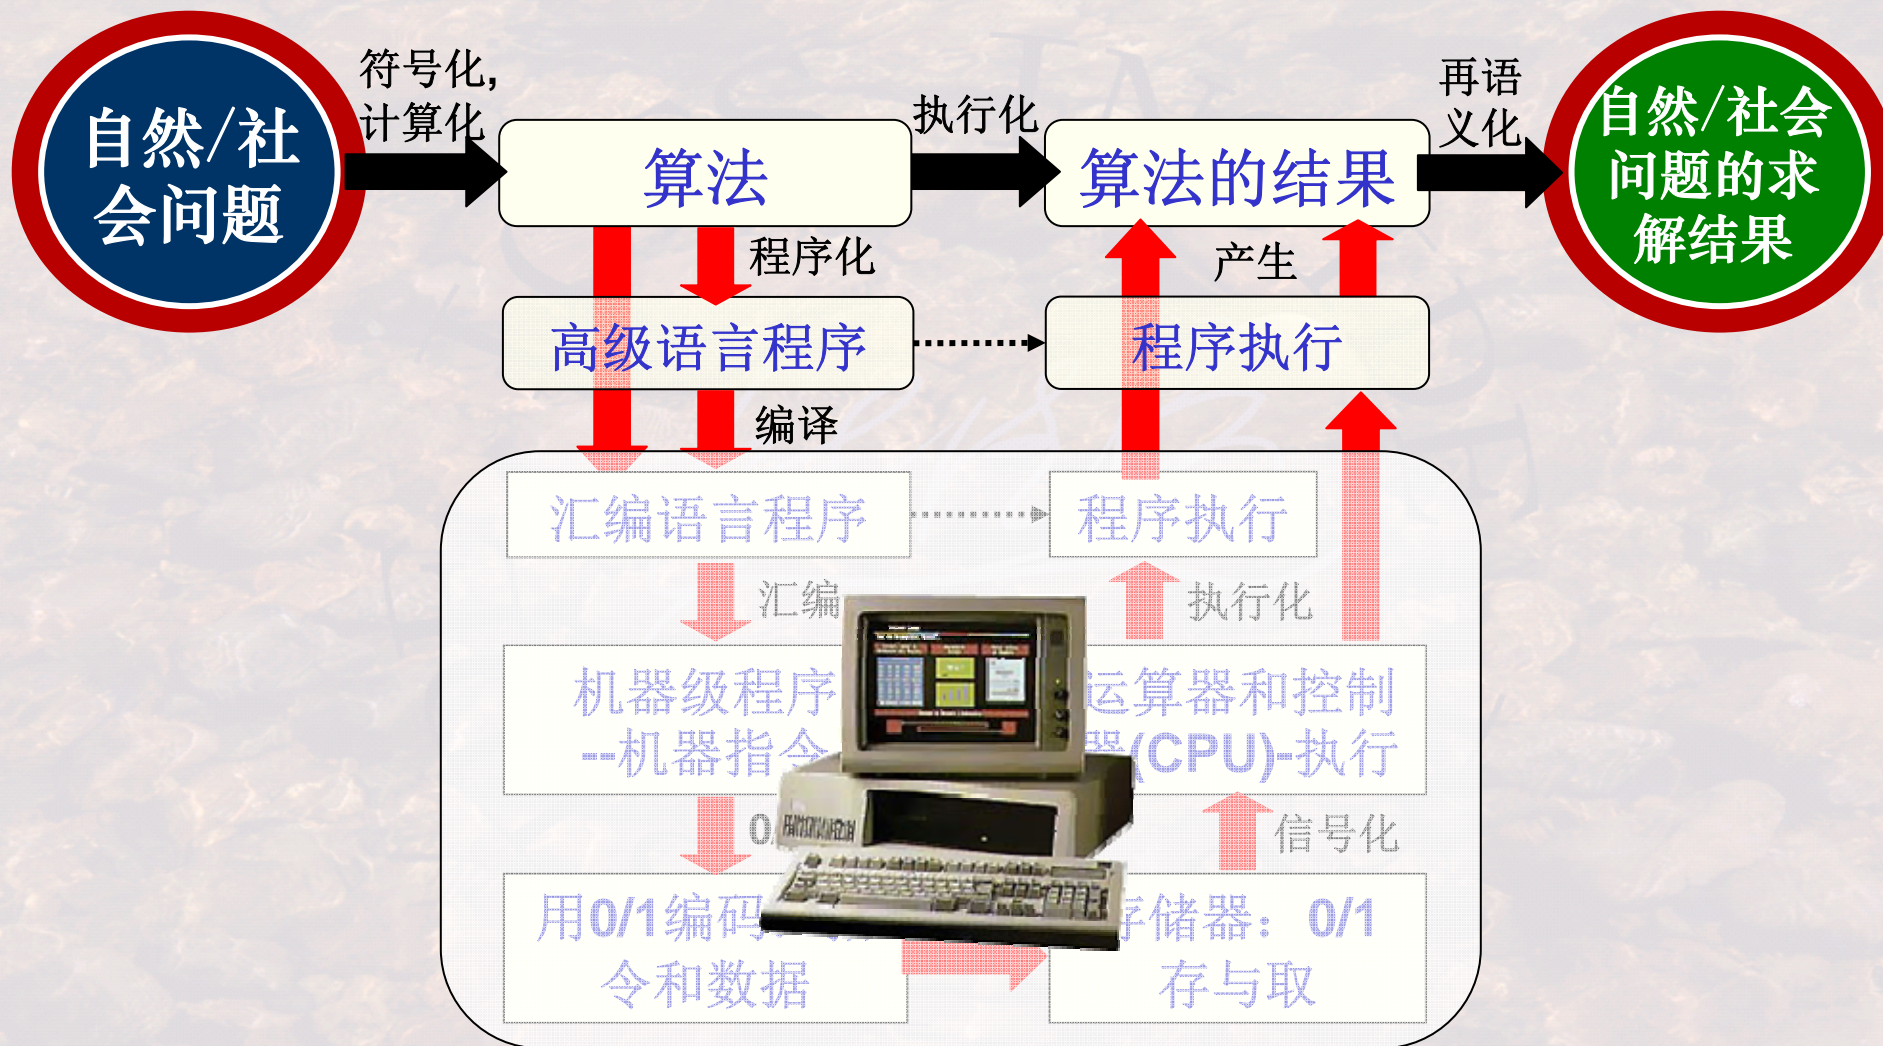 自然/社
会问题
符号化,
计算化
算法
执行化
算法的结果
再语
义化
自然/社会
问题的求
解结果
程序化
产生
高级语言程序
程序执行
编译
汇编语言程序
程序执行
汇编
执行化
机器级程序
--机器指令
运算器和控制
器(CPU)-执行
0/
信号化
用0/1编码
令和数据
存储器：0/1
存与取